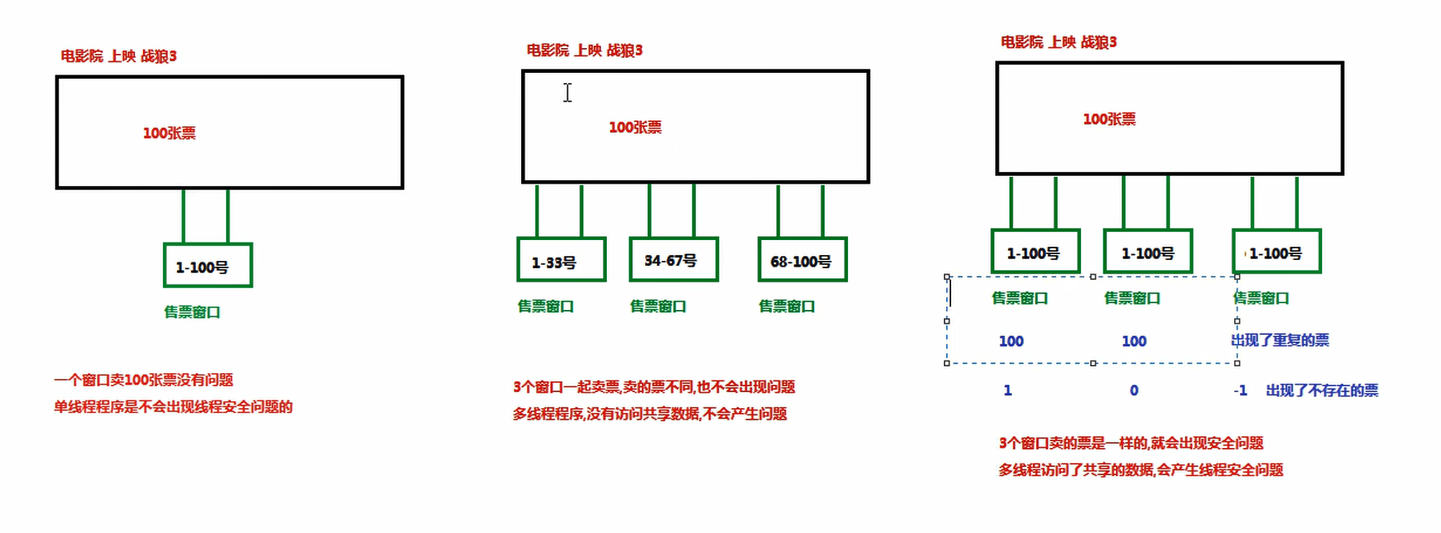 电影院 上映 战狼3
100张票
1-100号
售票窗口
一个窗口卖100张票没有问题
单线程程序是不会出现线程安全问题的
电影院 上映 战狼3
100张票
1-33号 34-67号 68-100号
售票窗口 售票窗口 售票窗口
3个窗口一起卖票,卖的票不同,也不会出现问题
多线程程序,没有访问共享数据,不会产生问题
电影院 上映 战狼3
100张票
1-100号 1-100号 1-100号
售票窗口 售票窗口 售票窗口
100 100 出现了重复的票
1 0 -1 出现了不存在的票
3个窗口卖的票是一样的,就会出现安全问题
多线程访问了共享的数据,会产生线程安全问题